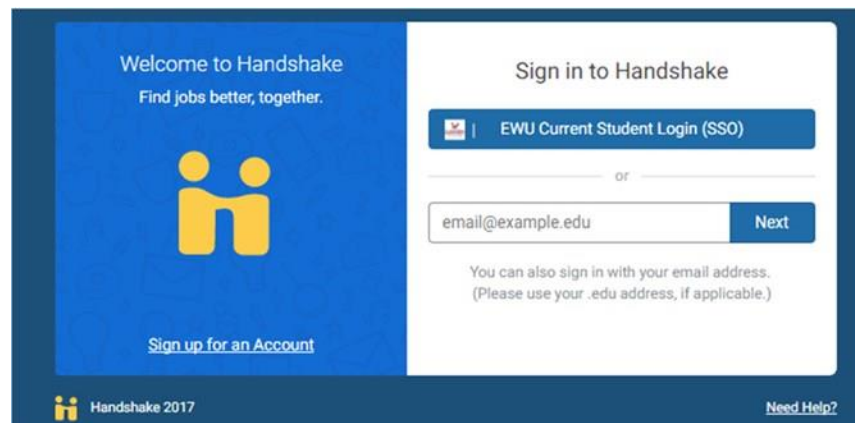 Welcome to Handshake
Find jobs better, together.
Sign up for an Account
Sign in to Handshake
| EWU Current Student Login (SSO)
or
email@example.edu Next
You can also sign in with your email address.
(Please use your .edu address, if applicable.)
Handshake 2017 Need Help?